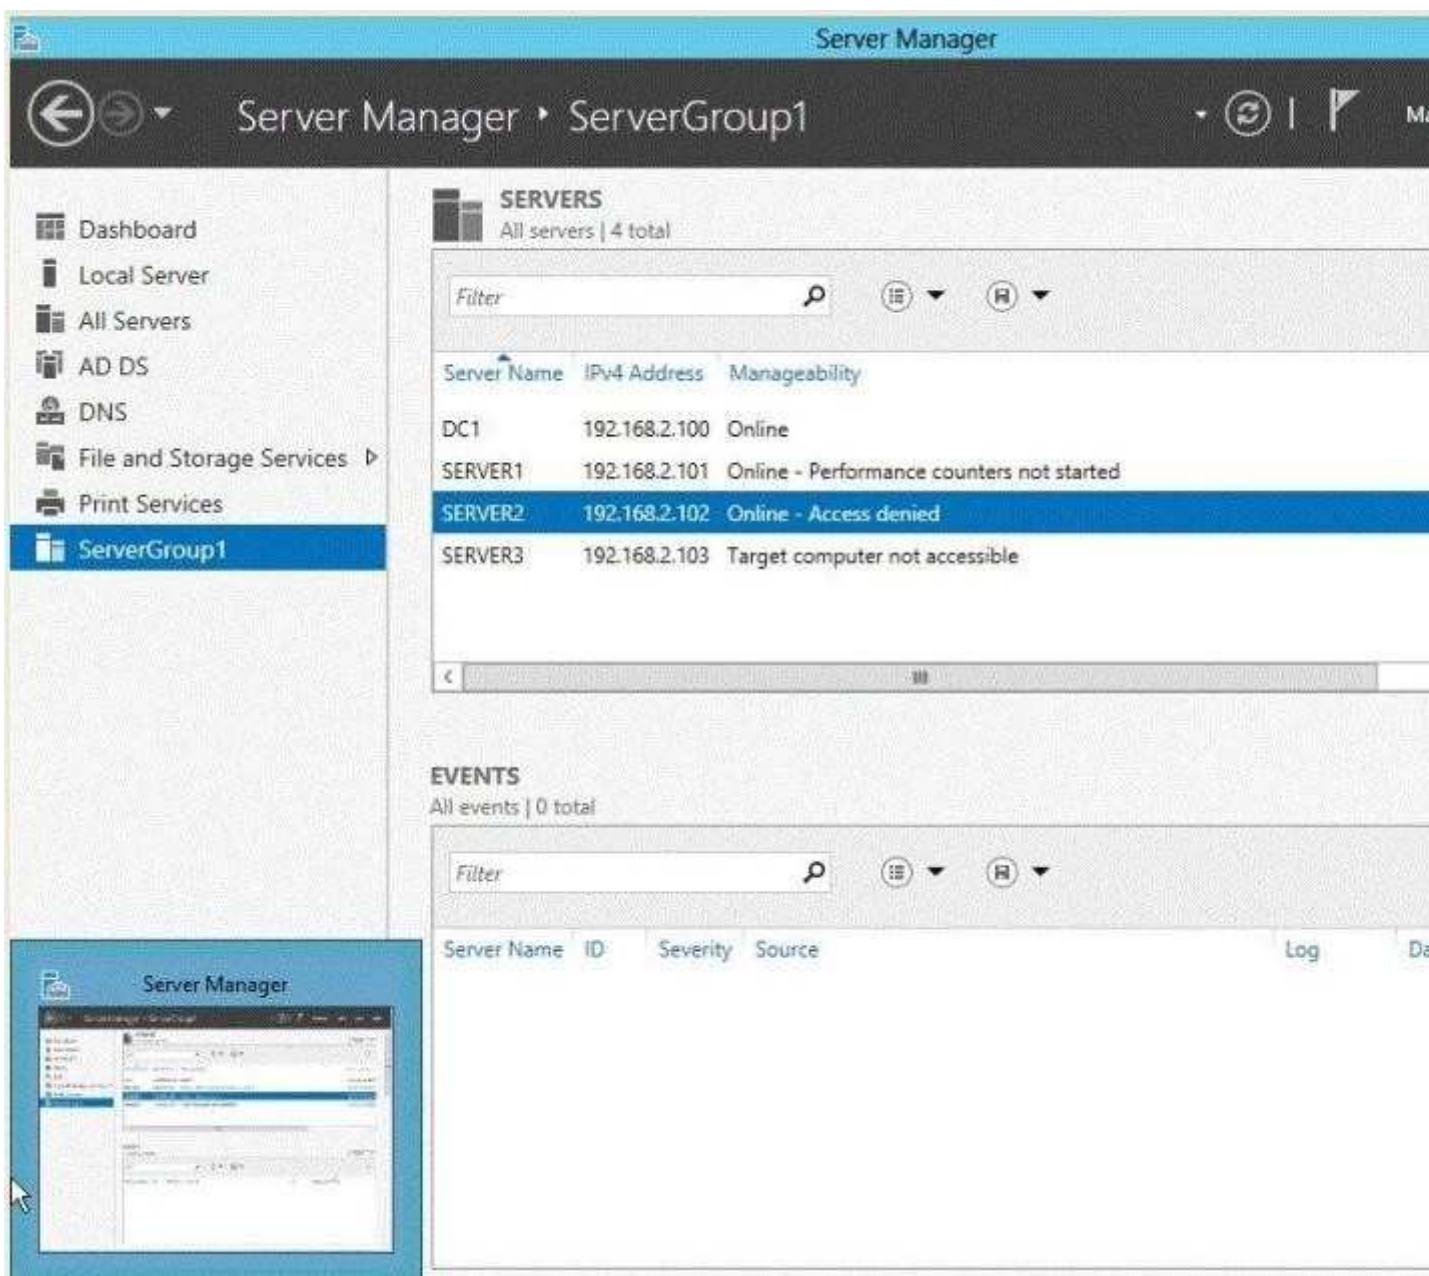 Server Manager
Server Manager ‣ ServerGroup1
Ma
Dashboard
Local Server
All Servers
AD DS
DNS
File and Storage Services
Print Services
ServerGroup1
SERVERS
All servers | 4 total
Filter
Server Name IPv4 Address Manageability
DC1 192.168.2.100 Online
SERVER1 192.168.2.101 Online - Performance counters not started
SERVER2 192.168.2.102 Online - Access denied
SERVER3 192.168.2.103 Target computer not accessible
EVENTS
All events | 0 total
Filter
Server Name ID Severity Source Log Da
Server Manager